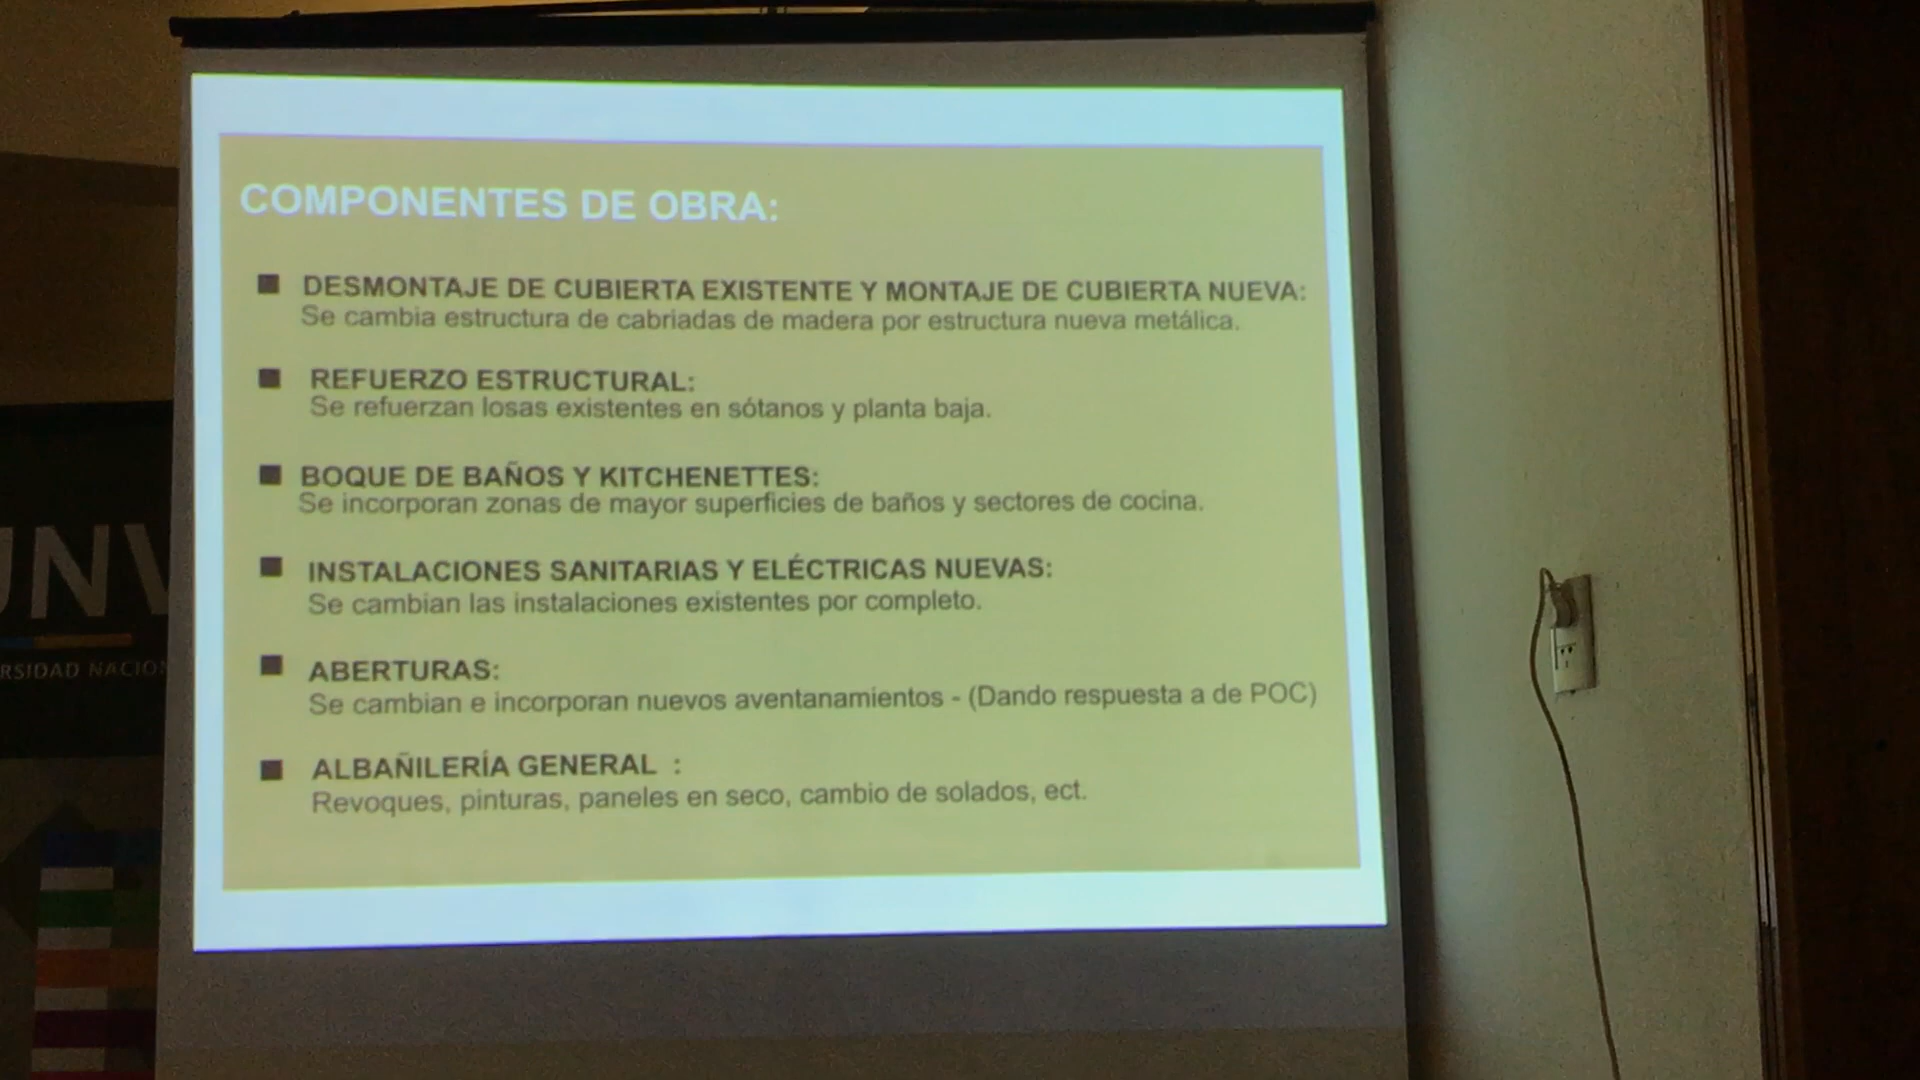 COMPONENTES DE OBRA:
DESMONTAJE DE CUBIERTA EXISTENTE Y MONTAJE DE CUBIERTA NUEVA:
Se cambia estructura de cabriadas de madera por estructura nueva metálica.
REFUERZO ESTRUCTURAL:
Se refuerzan losas existentes en sótanos y planta baja.
BOQUE DE BAÑOS Y KITCHENETTES:
Se incorporan zonas de mayor superficies de baños y sectores de cocina.
INSTALACIONES SANITARIAS Y ELÉCTRICAS NUEVAS:
Se cambian las instalaciones existentes por completo.
ABERTURAS:
Se cambian e incorporan nuevos aventanamientos - (Dando respuesta a de POC)
ALBAÑILERÍA GENERAL :
Revoques, pinturas, paneles en seco, cambio de solados, ect.
UNV
RSIDAD NACION